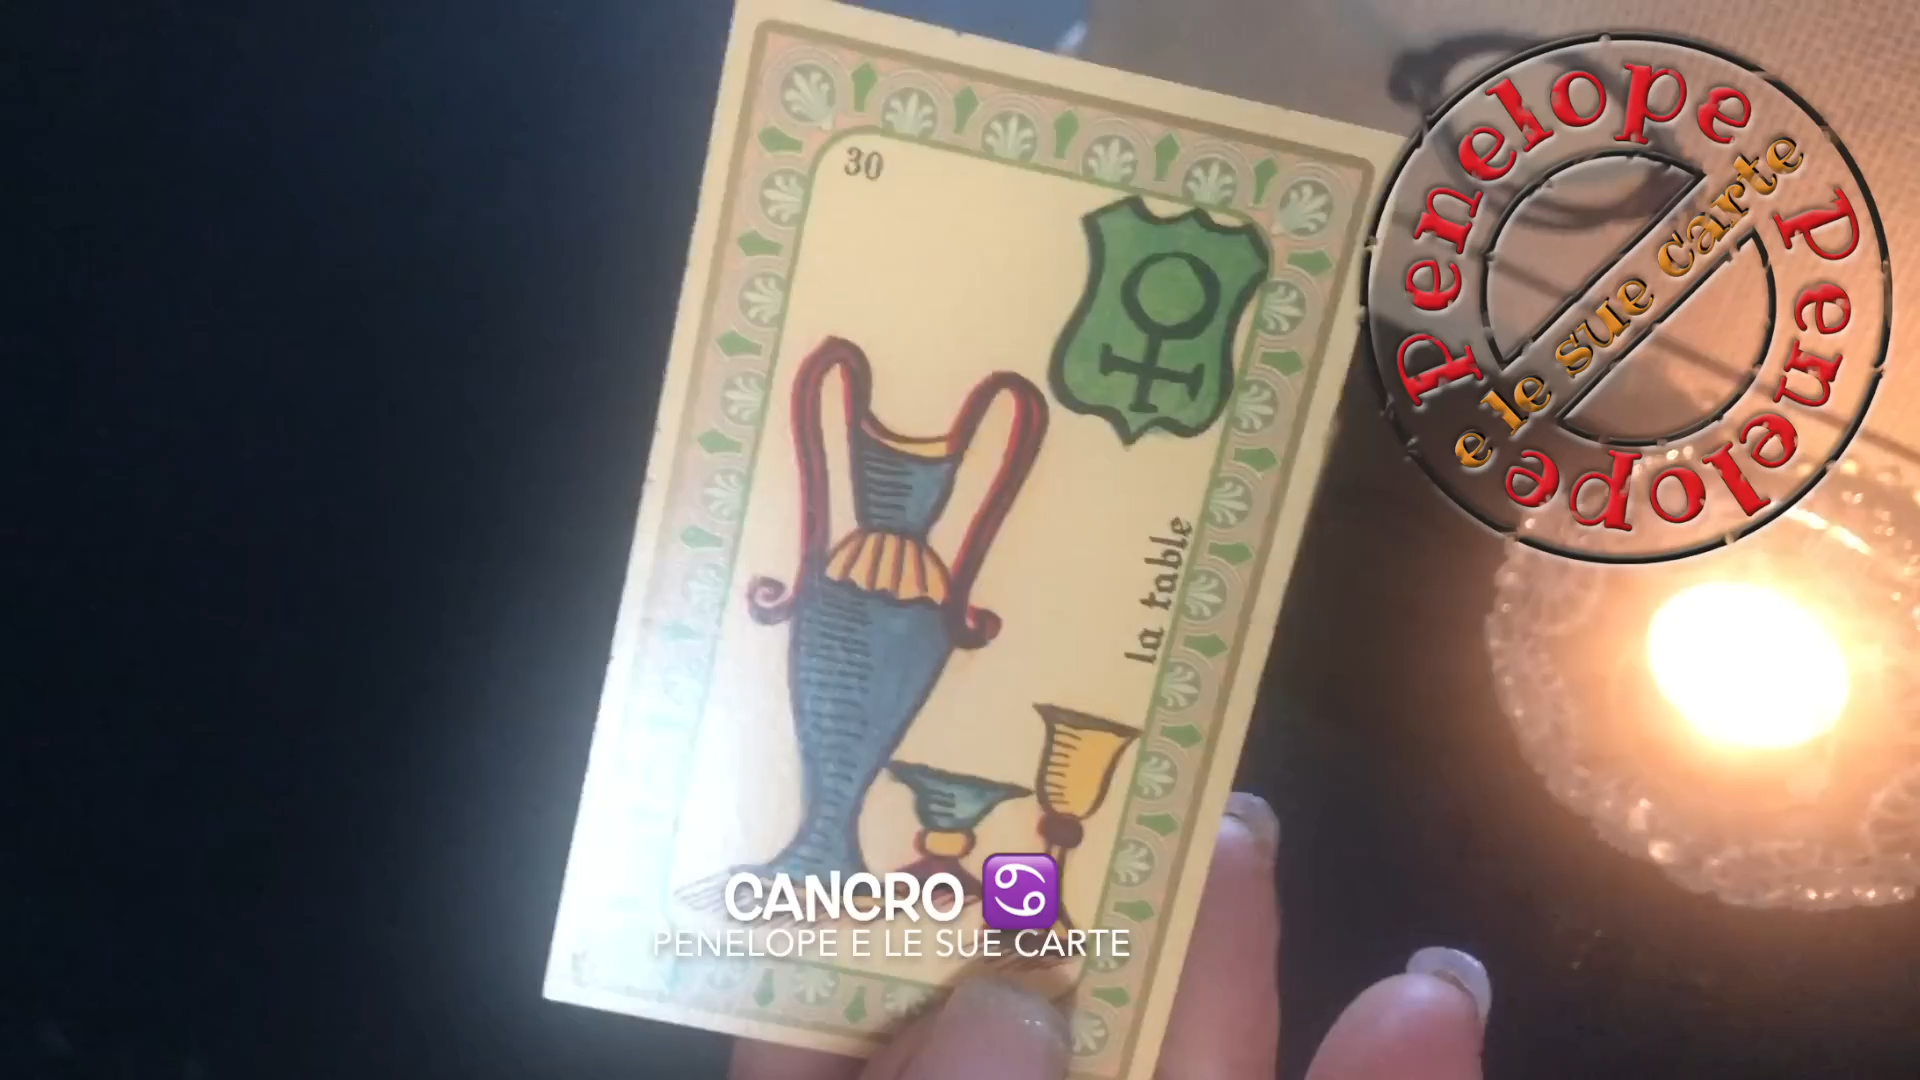 30
la table
Penelope
e le sue carte
Penelope
CANCRO ♋
PENELOPE E LE SUE CARTE